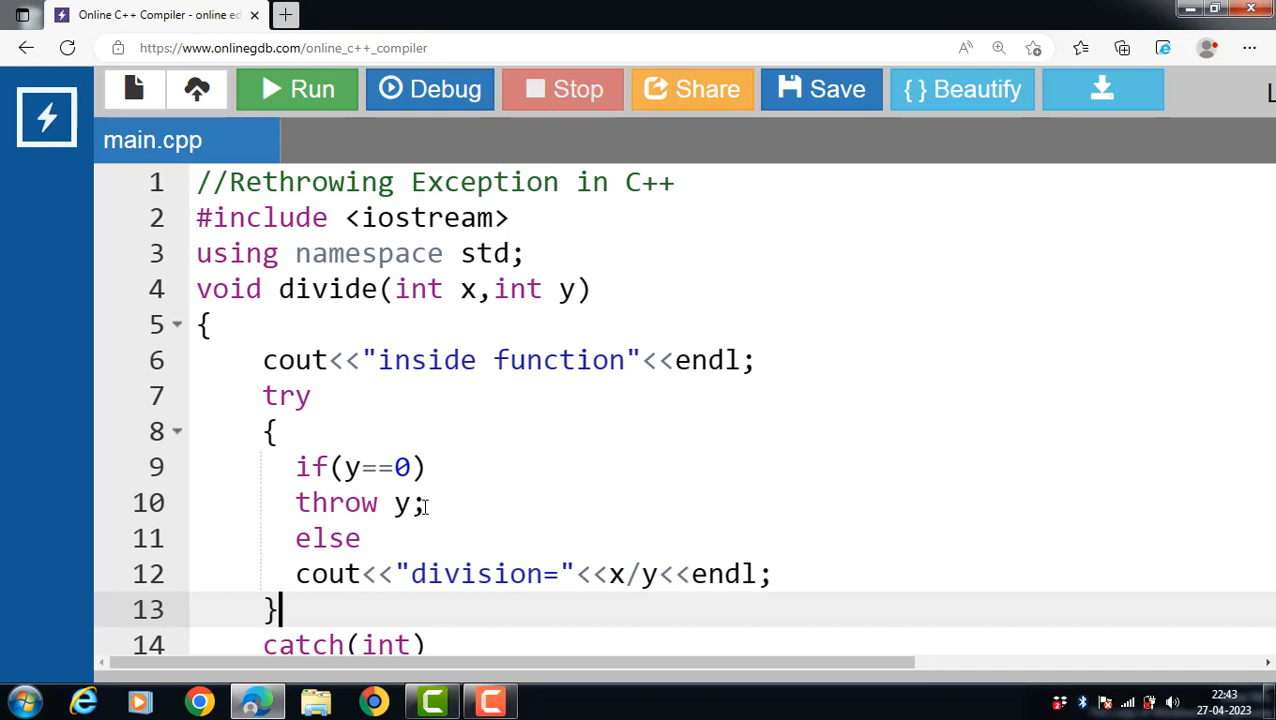 Online C++ Compiler - online ed
https://www.onlinegdb.com/online_c++_compiler
Run
Debug
Stop
Share
Save
{ } Beautify
L
main.cpp
1 //Rethrowing Exception in C++
2 #include <iostream>
3 using namespace std;
4 void divide(int x,int y)
5 {
6 cout<<"inside function"<<endl;
7 try
8 {
9 if(y==0)
10 throw y;
11 else
12 cout<<"division="<<x/y<<endl;
13 }
14 catch(int)
22:43
27-04-2023